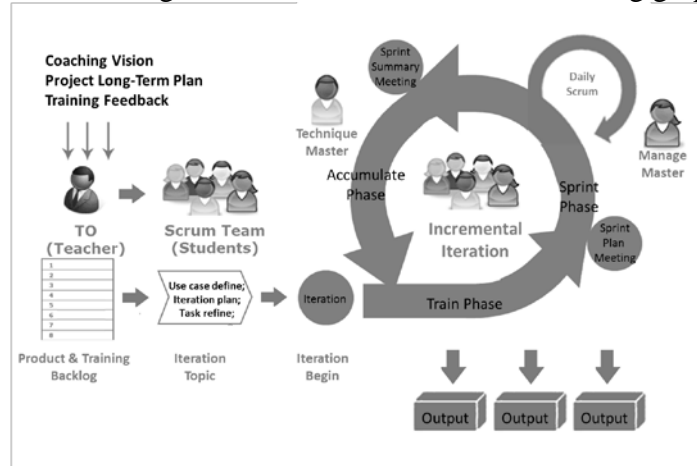 Coaching Vision
Project Long-Term Plan
Training Feedback
TO
(Teacher)
Scrum Team
(Students)
1
2
3
4
5
6
7
8
Product & Training
Backlog
Use case define;
Iteration plan;
Task refine;
Iteration
Topic
Iteration
Iteration
Begin
Sprint
Summary
Meeting
Technique
Master
Accumulate
Phase
Incremental
Iteration
Daily
Scrum
Manage
Master
Sprint
Phase
Sprint
Plan
Meeting
Train Phase
Output
Output
Output